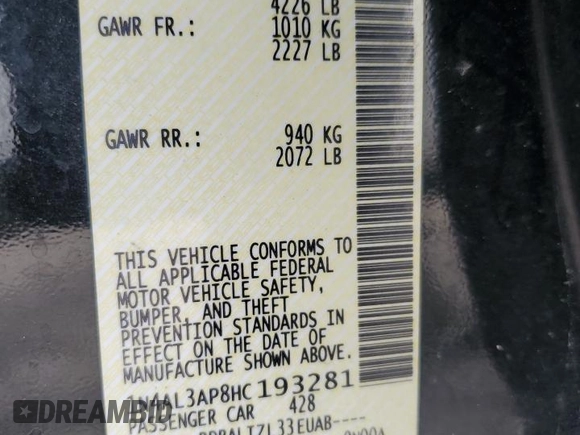 4226 LB
GAWR FR.: 1010 KG
2227 LB
GAWR RR.: 940 KG
2072 LB
THIS VEHICLE CONFORMS TO
ALL APPLICABLE FEDERAL
MOTOR VEHICLE SAFETY,
BUMPER, AND THEFT
PREVENTION STANDARDS IN
EFFECT ON THE DATE OF
MANUFACTURE SHOWN ABOVE.
1N4AL3AP8HC193281
PASSENGER CAR 428
BIDHISTORY